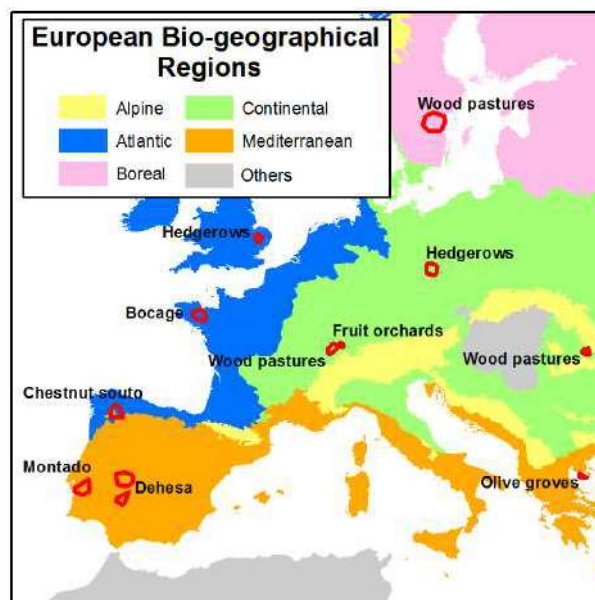 European Bio-geographical
Regions
Alpine
Continental
Atlantic
Mediterranean
Boreal
Others
Wood pastures
Hedgerows
Hedgerows
Bocage
Fruit orchards
Wood pastures
Wood pastures
Chestnut souto
Montado
Dehesa
Olive groves